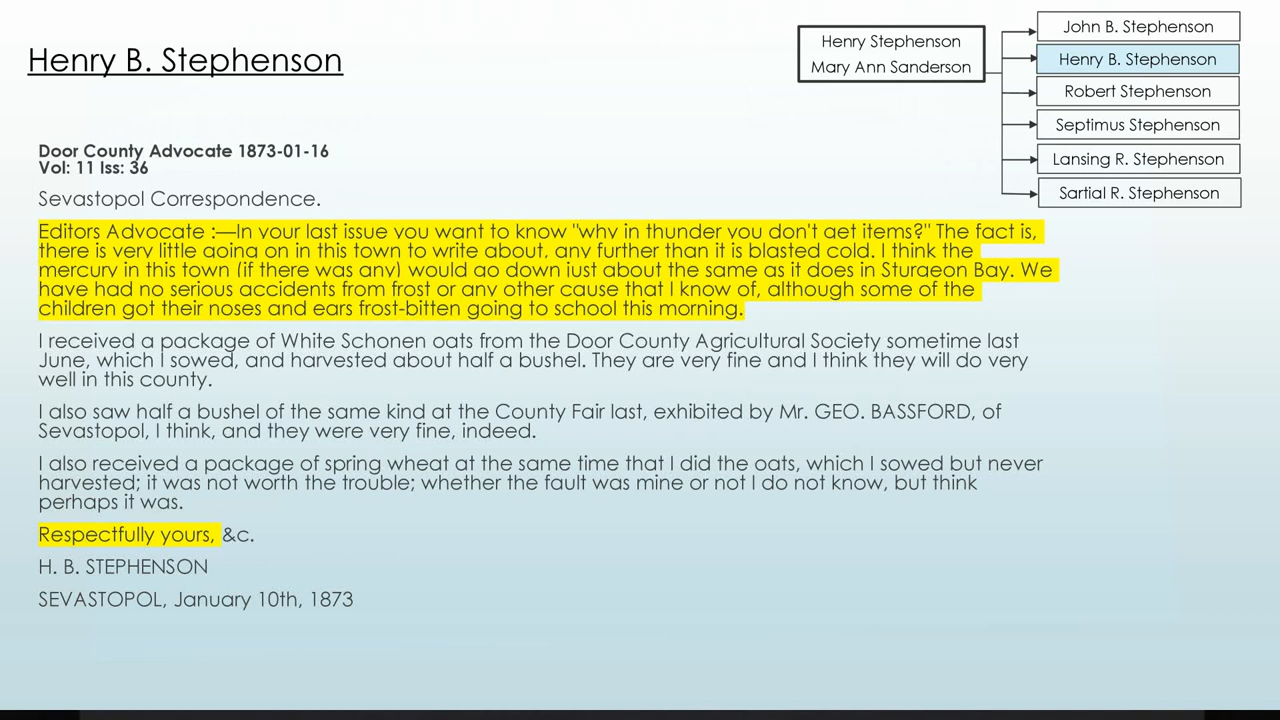 Henry B. Stephenson
Henry Stephenson
Mary Ann Sanderson
John B. Stephenson
Henry B. Stephenson
Robert Stephenson
Septimus Stephenson
Lansing R. Stephenson
Sartial R. Stephenson
Door County Advocate 1873-01-16
Vol: 11 Iss: 36
Sevastopol Correspondence.
Editors Advocate :—In your last issue you want to know "why in thunder you don't get items?" The fact is,
there is very little going on in this town to write about, any further than it is blasted cold. I think the
mercury in this town (if there was any) would go down just about the same as it does in Sturgeon Bay. We
have had no serious accidents from frost or any other cause that I know of, although some of the
children got their noses and ears frost-bitten going to school this morning.
I received a package of White Schonen oats from the Door County Agricultural Society sometime last
June, which I sowed, and harvested about half a bushel. They are very fine and I think they will do very
well in this county.
I also saw half a bushel of the same kind at the County Fair last, exhibited by Mr. GEO. BASSFORD, of
Sevastopol, I think, and they were very fine, indeed.
I also received a package of spring wheat at the same time that I did the oats, which I sowed but never
harvested; it was not worth the trouble; whether the fault was mine or not I do not know, but think
perhaps it was.
Respectfully yours, &c.
H. B. STEPHENSON
SEVASTOPOL, January 10th, 1873